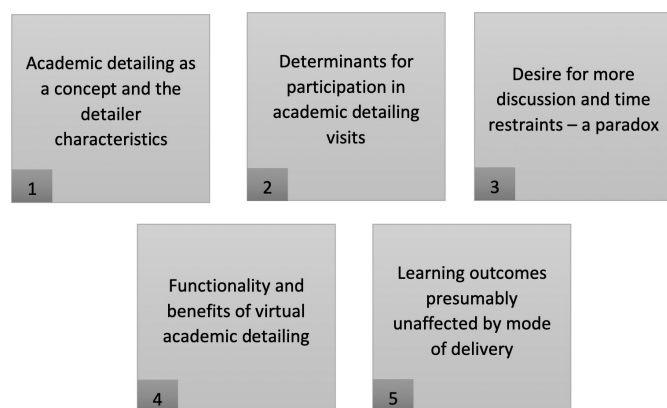 Academic detailing as
a concept and the
detailer
characteristics
1
Determinants for
participation in
academic detailing
visits
2
Desire for more
discussion and time
restraints – a paradox
3
Functionality and
benefits of virtual
academic detailing
4
Learning outcomes
presumably
unaffected by mode
of delivery
5